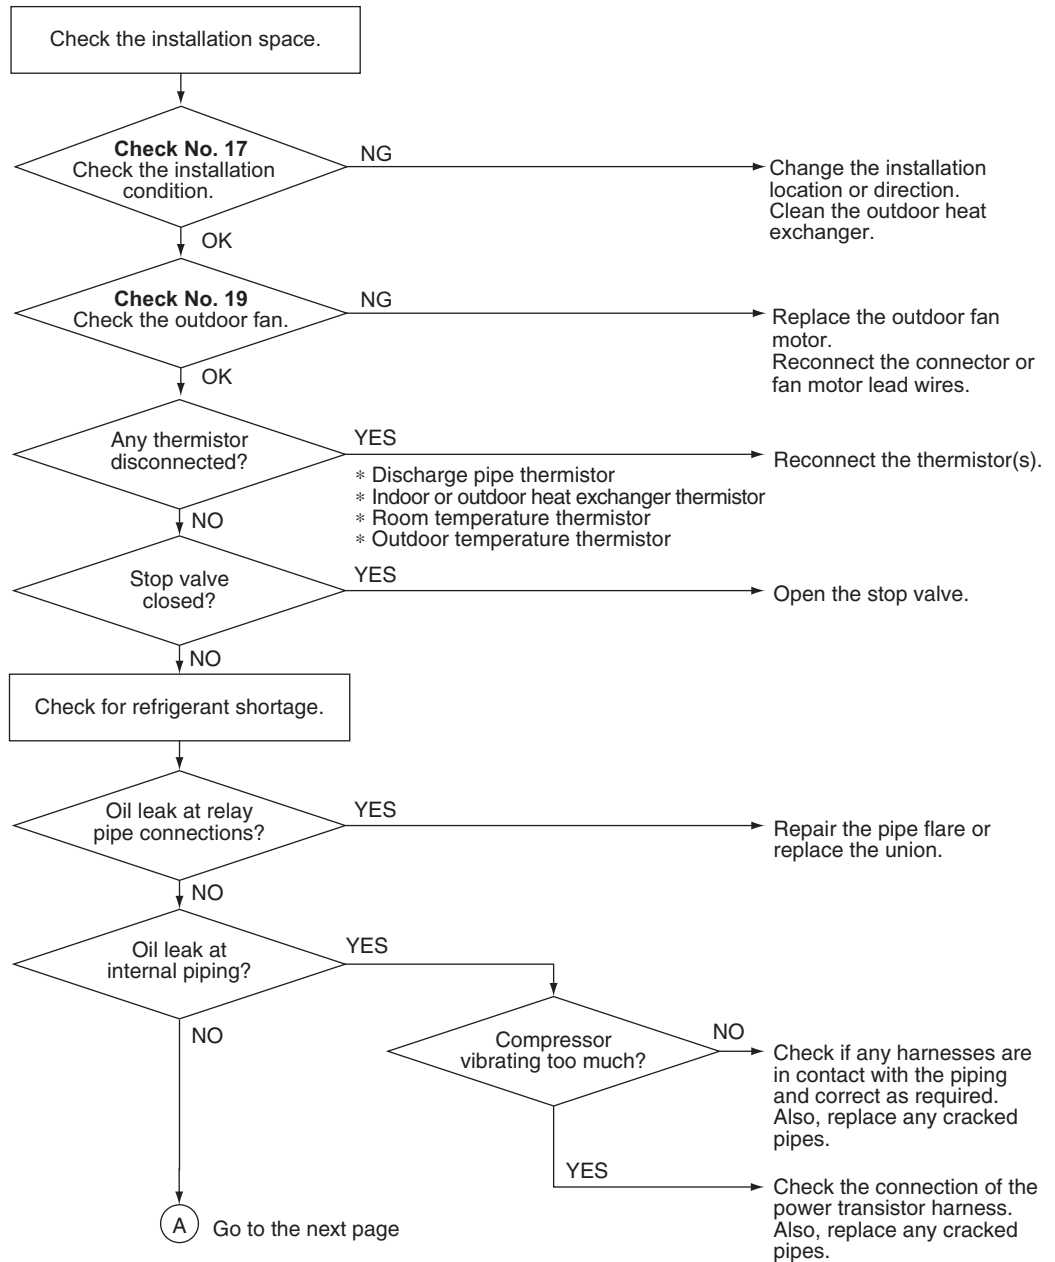 Check the installation space.
Check No. 17
Check the installation
condition.
NG
Change the installation
location or direction.
Clean the outdoor heat
exchanger.
OK
Check No. 19
Check the outdoor fan.
NG
Replace the outdoor fan
motor.
Reconnect the connector or
fan motor lead wires.
OK
Any thermistor
disconnected?
YES
Reconnect the thermistor(s).
* Discharge pipe thermistor
* Indoor or outdoor heat exchanger thermistor
* Room temperature thermistor
* Outdoor temperature thermistor
NO
Stop valve
closed?
YES
Open the stop valve.
NO
Check for refrigerant shortage.
Oil leak at relay
pipe connections?
YES
Repair the pipe flare or
replace the union.
NO
Oil leak at
internal piping?
YES
NO
Compressor
vibrating too much?
NO
Check if any harnesses are
in contact with the piping
and correct as required.
Also, replace any cracked
pipes.
YES
Check the connection of the
power transistor harness.
Also, replace any cracked
pipes.
A
Go to the next page